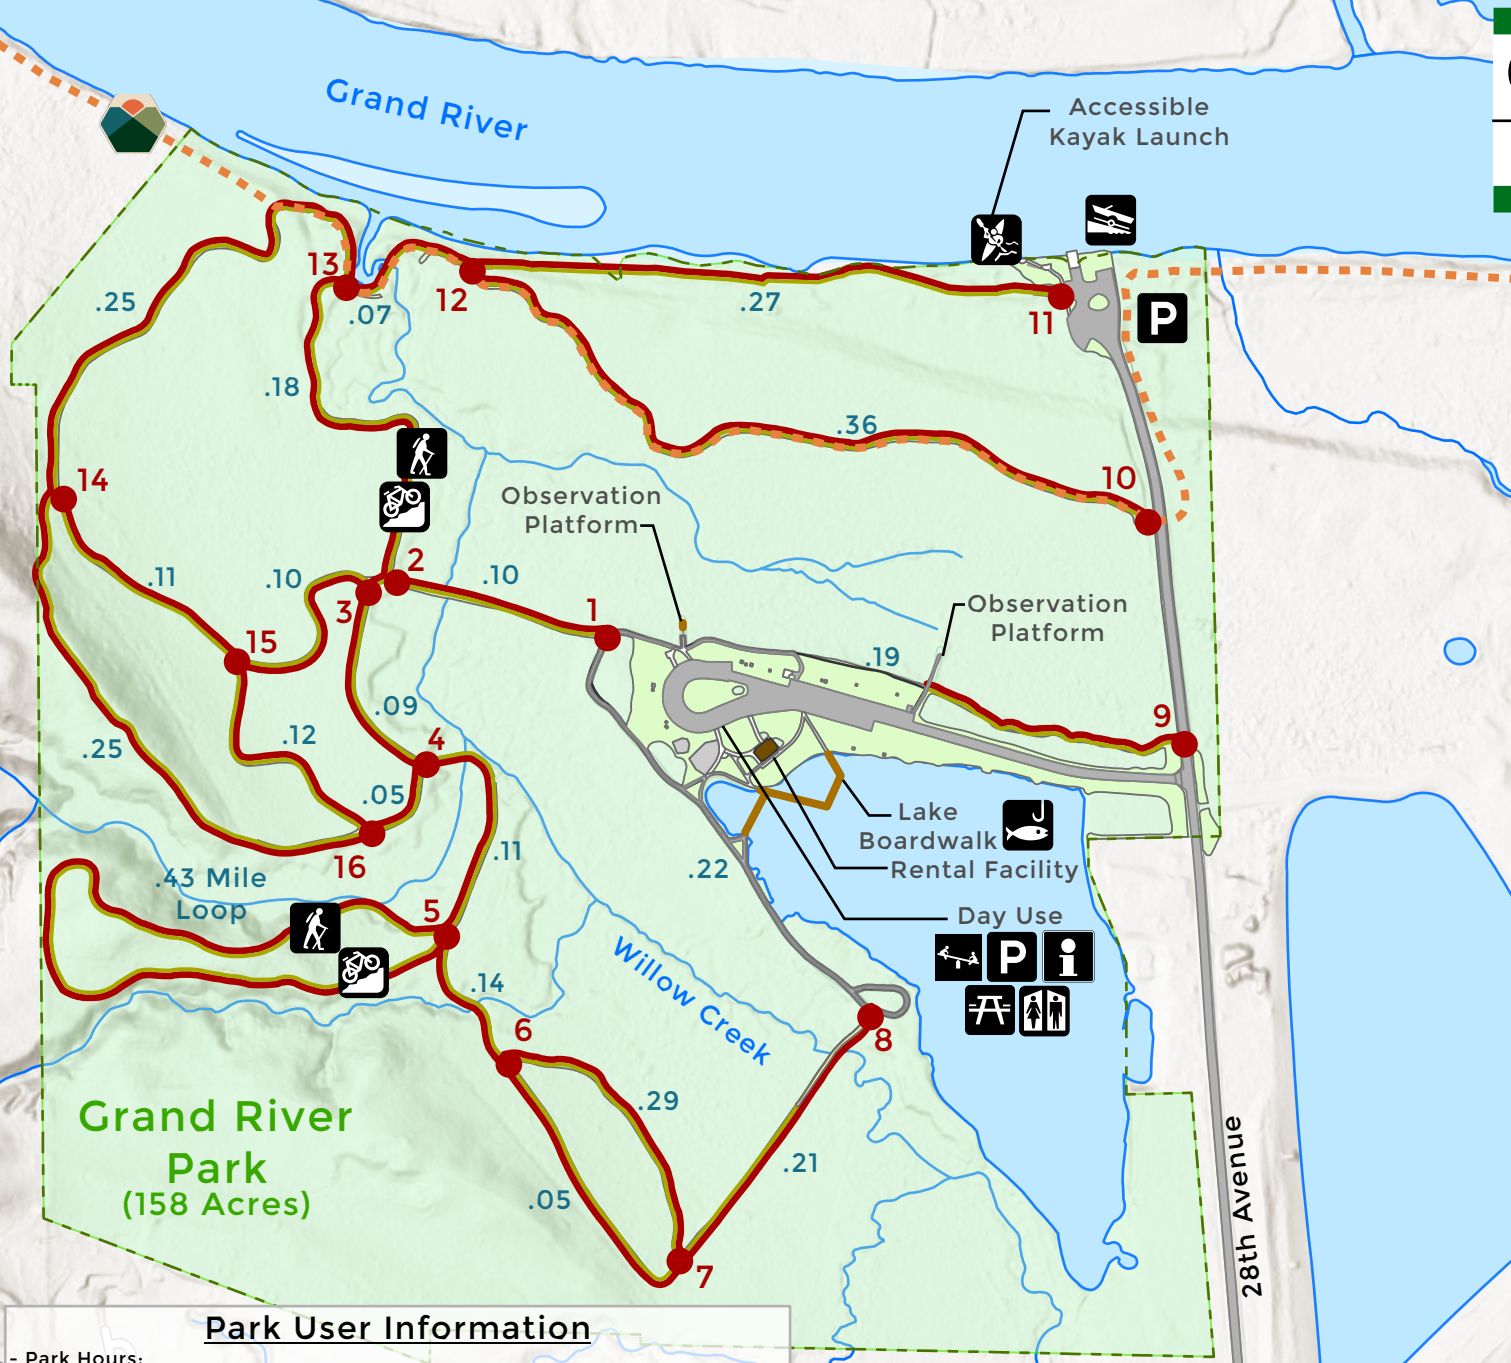 Grand River
Accessible
Kayak Launch
13
12
11
P
.25
.07
.27
.18
.36
14
10
Observation
Platform
2
.10
.11
.10
1
3
Observation
Platform
15
.19
.09
9
.12
4
.25
.05
Lake
Boardwalk
Rental Facility
16
.11
.22
.43 Mile
Loop
5
Day Use
P i
Willow Creek
.14
6
8
.29
Grand River
Park
(158 Acres)
.21
.05
28th Avenue
7
Park User Information
- Park Hours: